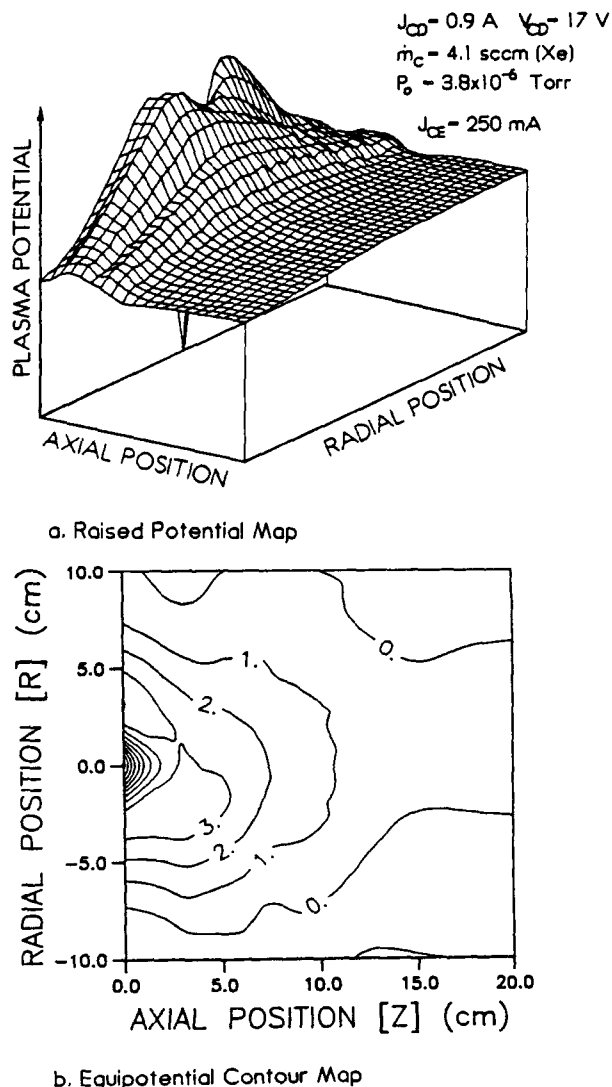 J_CD = 0.9 A V_CD = 17 V
ṁ_C = 4.1 sccm (Xe)
P_o = 3.8x10⁻⁶ Torr
J_CE = 250 mA
PLASMA POTENTIAL
AXIAL POSITION
RADIAL POSITION
a. Raised Potential Map
RADIAL POSITION [R] (cm)
10.0
5.0
0.0
-5.0
-10.0
0.
1.
2.
3.
2.
1.
0.
0.0 5.0 10.0 15.0 20.0
AXIAL POSITION [Z] (cm)
b. Equipotential Contour Map